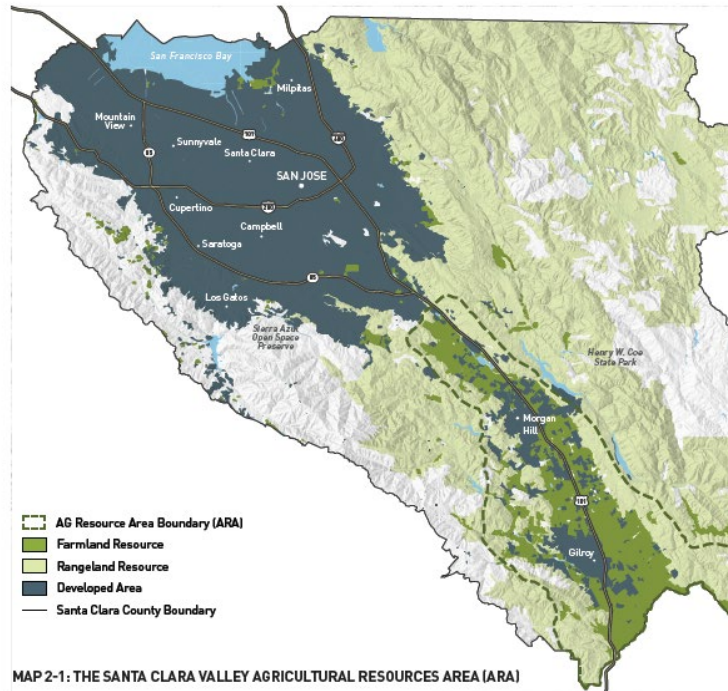 San Francisco Bay
Milpitas
Mountain
View
Sunnyvale
101
Santa Clara
85
SAN JOSE
280
Cupertino
Campbell
Saratoga
85
Los Gatos
Sierra Azul
Open Space
Preserve
Henry W. Coe
State Park
Morgan
Hill
101
Gilroy
AG Resource Area Boundary (ARA)
Farmland Resource
Rangeland Resource
Developed Area
Santa Clara County Boundary
MAP 2-1: THE SANTA CLARA VALLEY AGRICULTURAL RESOURCES AREA (ARA)